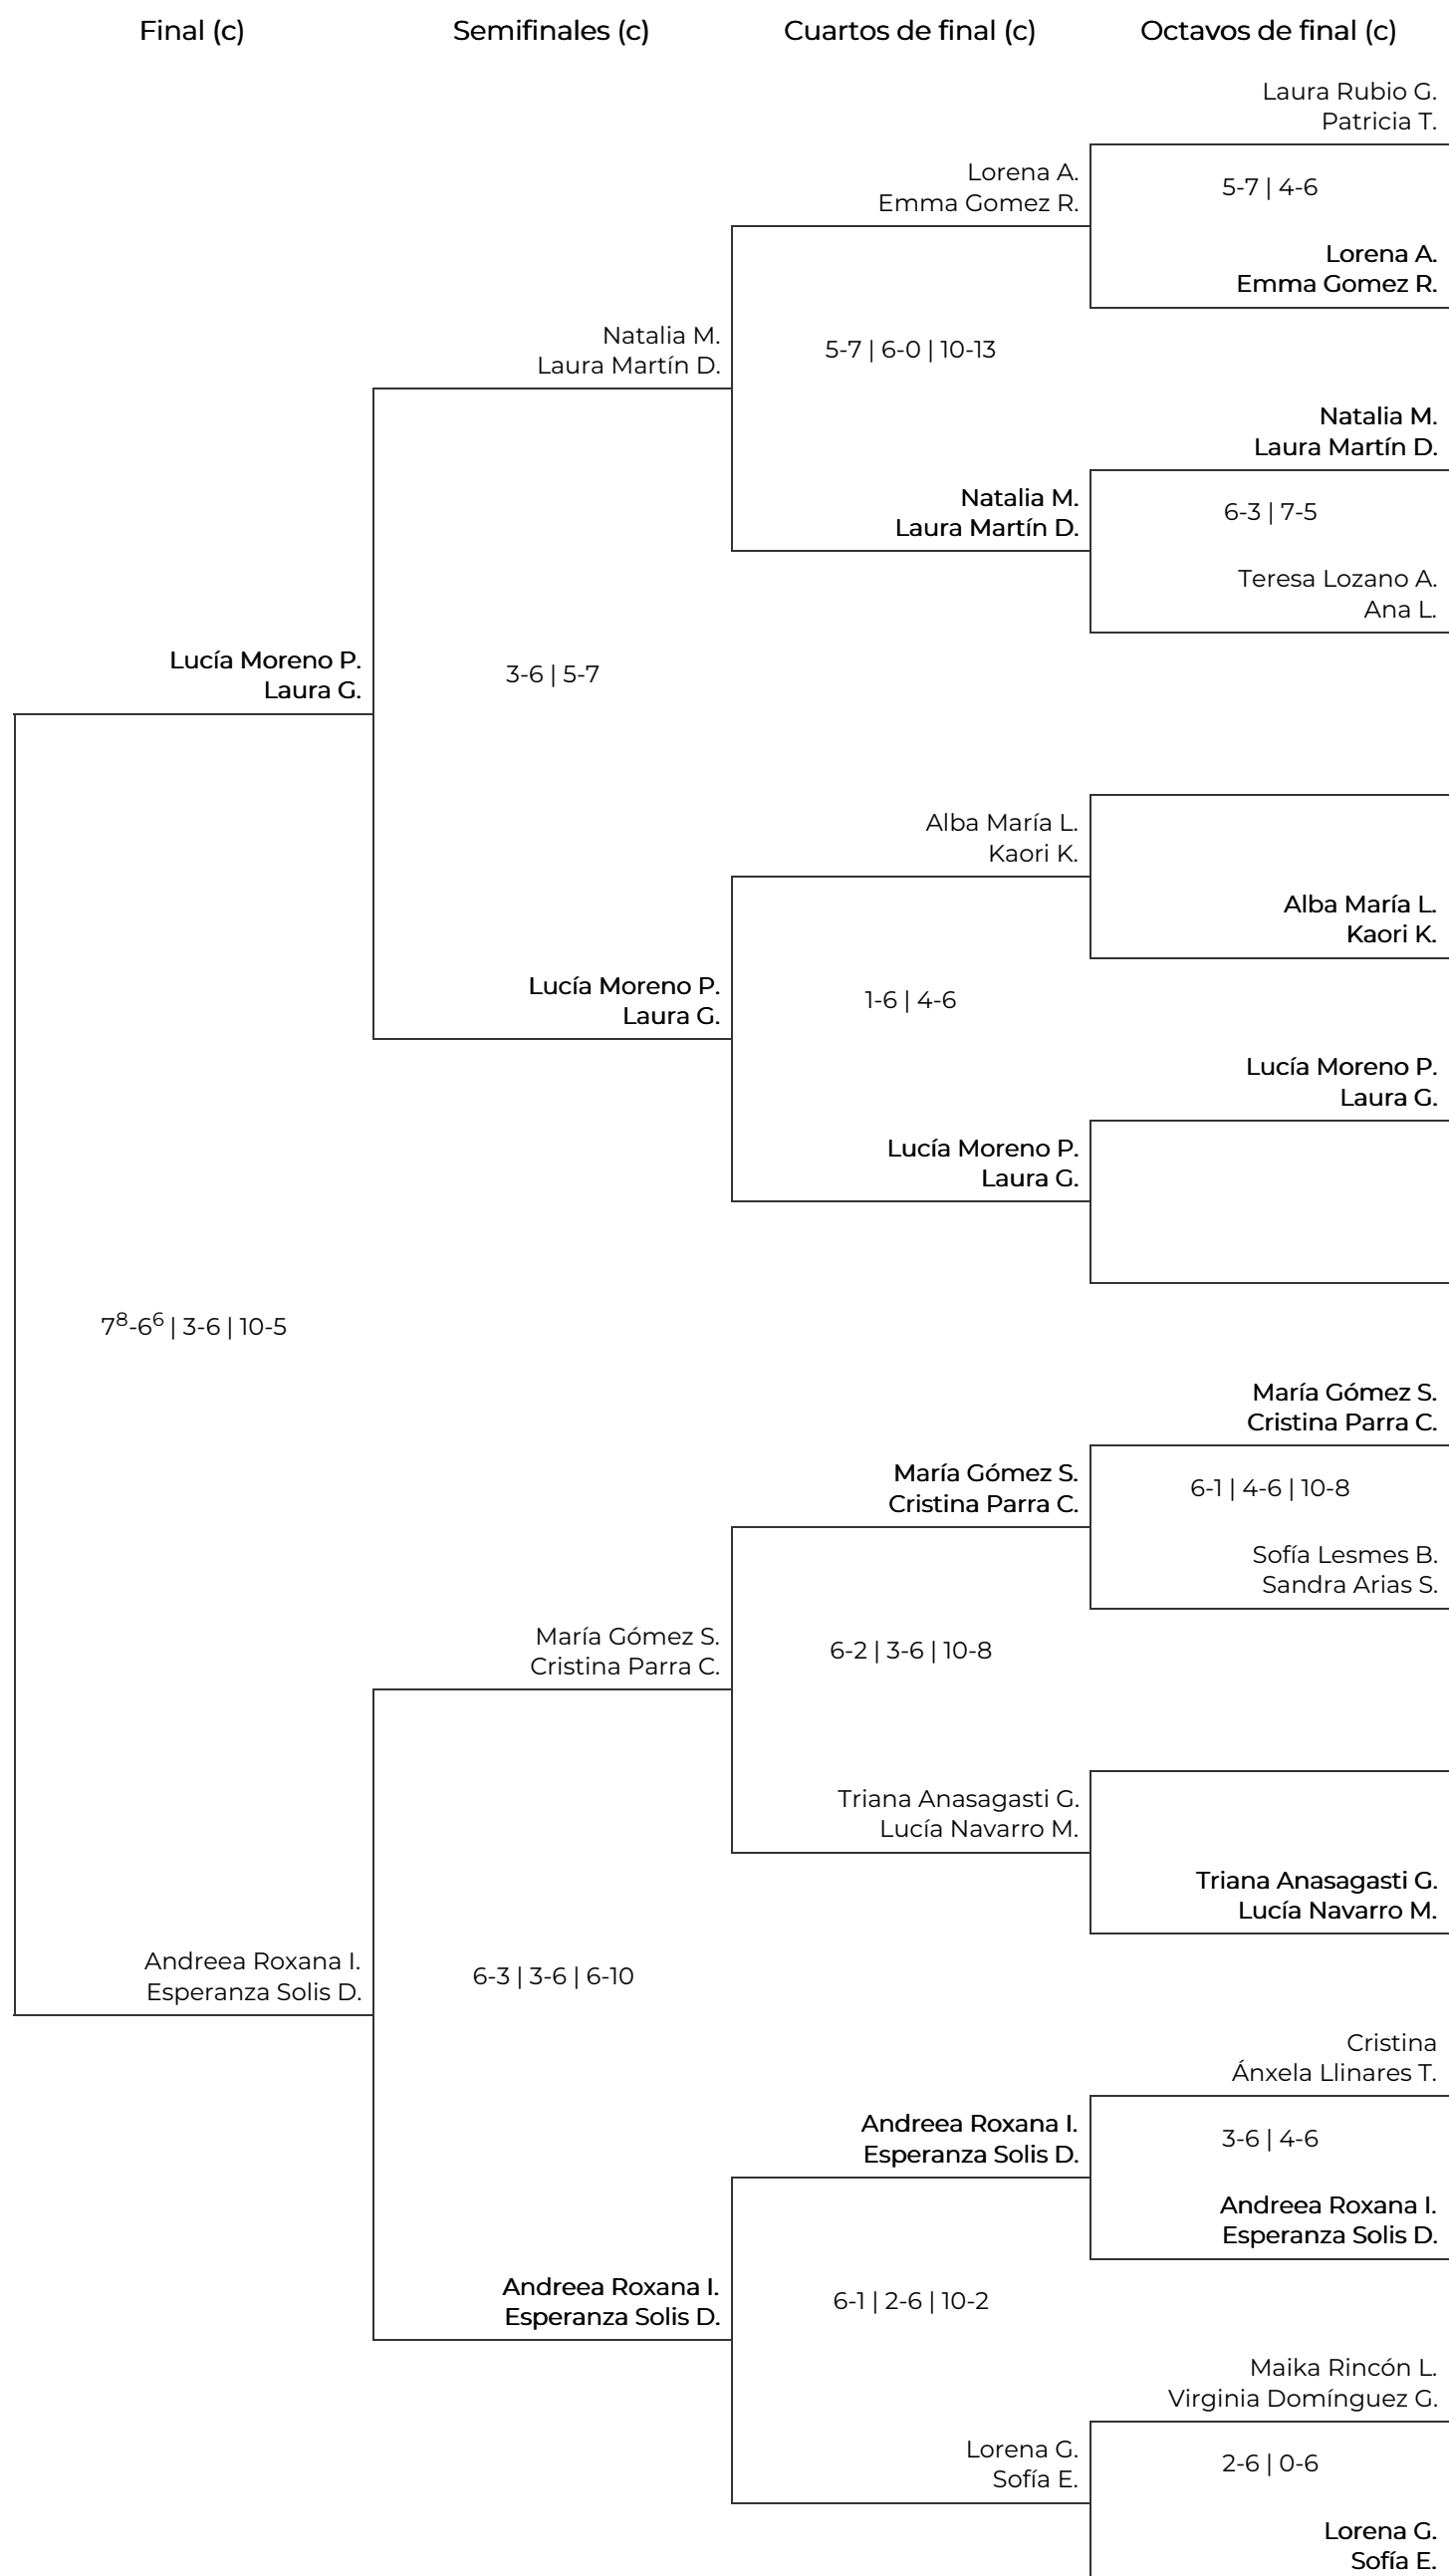 Final (c)
Semifinales (c)
Cuartos de final (c)
Octavos de final (c)
Laura Rubio G.
Patricia T.
5-7 | 4-6
Lorena A.
Emma Gomez R.
Lorena A.
Emma Gomez R.
5-7 | 6-0 | 10-13
Natalia M.
Laura Martín D.
Natalia M.
Laura Martín D.
6-3 | 7-5
Natalia M.
Laura Martín D.
Teresa Lozano A.
Ana L.
Lucía Moreno P.
Laura G.
3-6 | 5-7
Alba María L.
Kaori K.
Alba María L.
Kaori K.
Lucía Moreno P.
Laura G.
1-6 | 4-6
Lucía Moreno P.
Laura G.
Lucía Moreno P.
Laura G.
7⁸-6⁶ | 3-6 | 10-5
María Gómez S.
Cristina Parra C.
María Gómez S.
Cristina Parra C.
6-1 | 4-6 | 10-8
Sofía Lesmes B.
Sandra Arias S.
María Gómez S.
Cristina Parra C.
6-2 | 3-6 | 10-8
Triana Anasagasti G.
Lucía Navarro M.
Triana Anasagasti G.
Lucía Navarro M.
Andreea Roxana I.
Esperanza Solis D.
6-3 | 3-6 | 6-10
Cristina
Ánxela Llinares T.
Andreea Roxana I.
Esperanza Solis D.
3-6 | 4-6
Andreea Roxana I.
Esperanza Solis D.
Andreea Roxana I.
Esperanza Solis D.
6-1 | 2-6 | 10-2
Maika Rincón L.
Virginia Domínguez G.
Lorena G.
Sofía E.
2-6 | 0-6
Lorena G.
Sofía E.